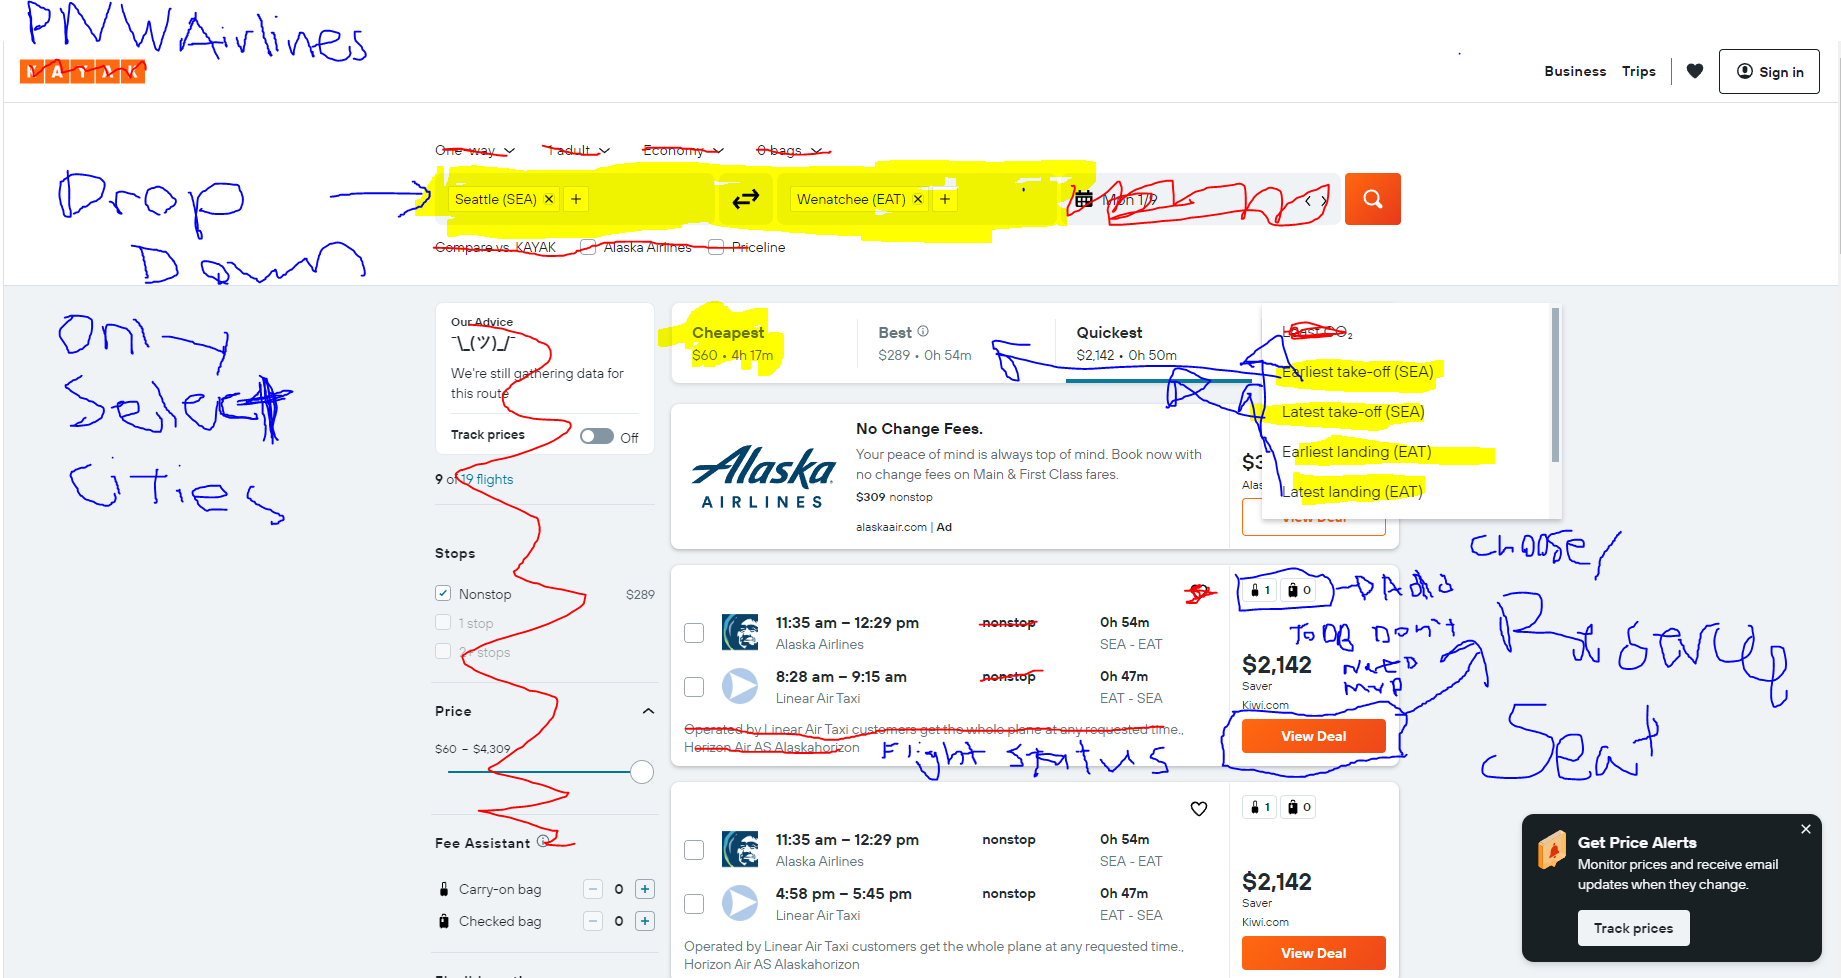 PNW Airlines
KAYAK
Business Trips Sign in
One-way 1 adult Economy 0 bags
Drop
Down
Only
Select
Cities
Seattle (SEA) × + Wenatchee (EAT) × + Mon 1/9
Compare vs. KAYAK Alaska Airlines Priceline
Our Advice
¯\_(ツ)_/¯
We're still gathering data for
this route
Track prices Off
9 of 19 flights
Stops
Nonstop $289
1 stop
2+ stops
Price
$60 – $4,309
Fee Assistant
Carry-on bag − 0 +
Checked bag − 0 +
Cheapest
$60 • 4h 17m
Best
$289 • 0h 54m
Quickest
$2,142 • 0h 50m
Least CO₂
Earliest take-off (SEA)
Latest take-off (SEA)
Earliest landing (EAT)
Latest landing (EAT)
Alaska
AIRLINES
No Change Fees.
Your peace of mind is always top of mind. Book now with
no change fees on Main & First Class fares.
$309 nonstop
alaskaair.com | Ad
$3
Alas
View Deal
11:35 am – 12:29 pm nonstop 0h 54m
Alaska Airlines SEA - EAT
8:28 am – 9:15 am nonstop 0h 47m
Linear Air Taxi EAT - SEA
Operated by Linear Air Taxi customers get the whole plane at any requested time.,
Horizon Air AS Alaskahorizon
Flight status
1 0
Add
To DB Don't
Need
MVP
$2,142
Saver
Kiwi.com
View Deal
choose/
Reserve
Seat
11:35 am – 12:29 pm nonstop 0h 54m
Alaska Airlines SEA - EAT
4:58 pm – 5:45 pm nonstop 0h 47m
Linear Air Taxi EAT - SEA
Operated by Linear Air Taxi customers get the whole plane at any requested time.,
Horizon Air AS Alaskahorizon
1 0
$2,142
Saver
Kiwi.com
View Deal
Get Price Alerts
Monitor prices and receive email
updates when they change.
Track prices